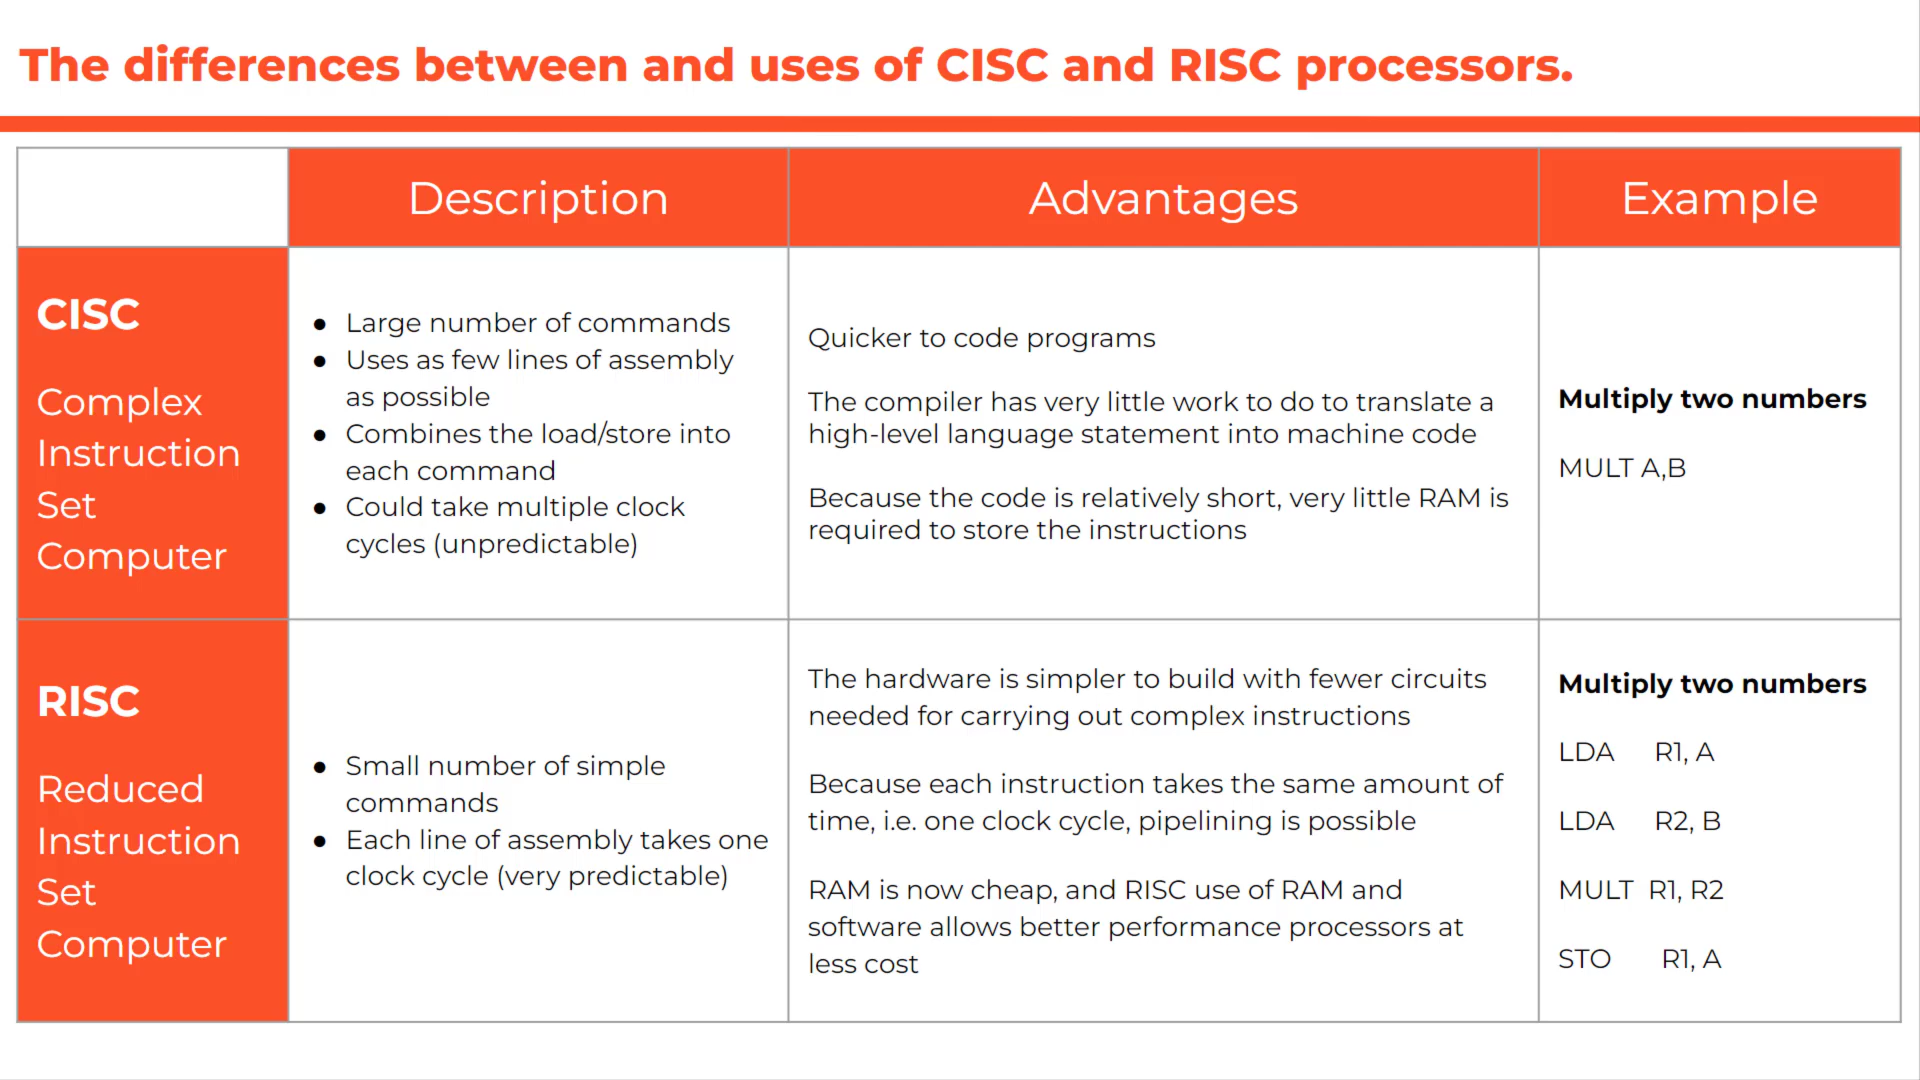 The differences between and uses of CISC and RISC processors.
Description
Advantages
Example
CISC
Complex
Instruction
Set
Computer
● Large number of commands
● Uses as few lines of assembly
as possible
● Combines the load/store into
each command
● Could take multiple clock
cycles (unpredictable)
Quicker to code programs
The compiler has very little work to do to translate a
high-level language statement into machine code
Because the code is relatively short, very little RAM is
required to store the instructions
Multiply two numbers
MULT A,B
RISC
Reduced
Instruction
Set
Computer
● Small number of simple
commands
● Each line of assembly takes one
clock cycle (very predictable)
The hardware is simpler to build with fewer circuits
needed for carrying out complex instructions
Because each instruction takes the same amount of
time, i.e. one clock cycle, pipelining is possible
RAM is now cheap, and RISC use of RAM and
software allows better performance processors at
less cost
Multiply two numbers
LDA R1, A
LDA R2, B
MULT R1, R2
STO R1, A